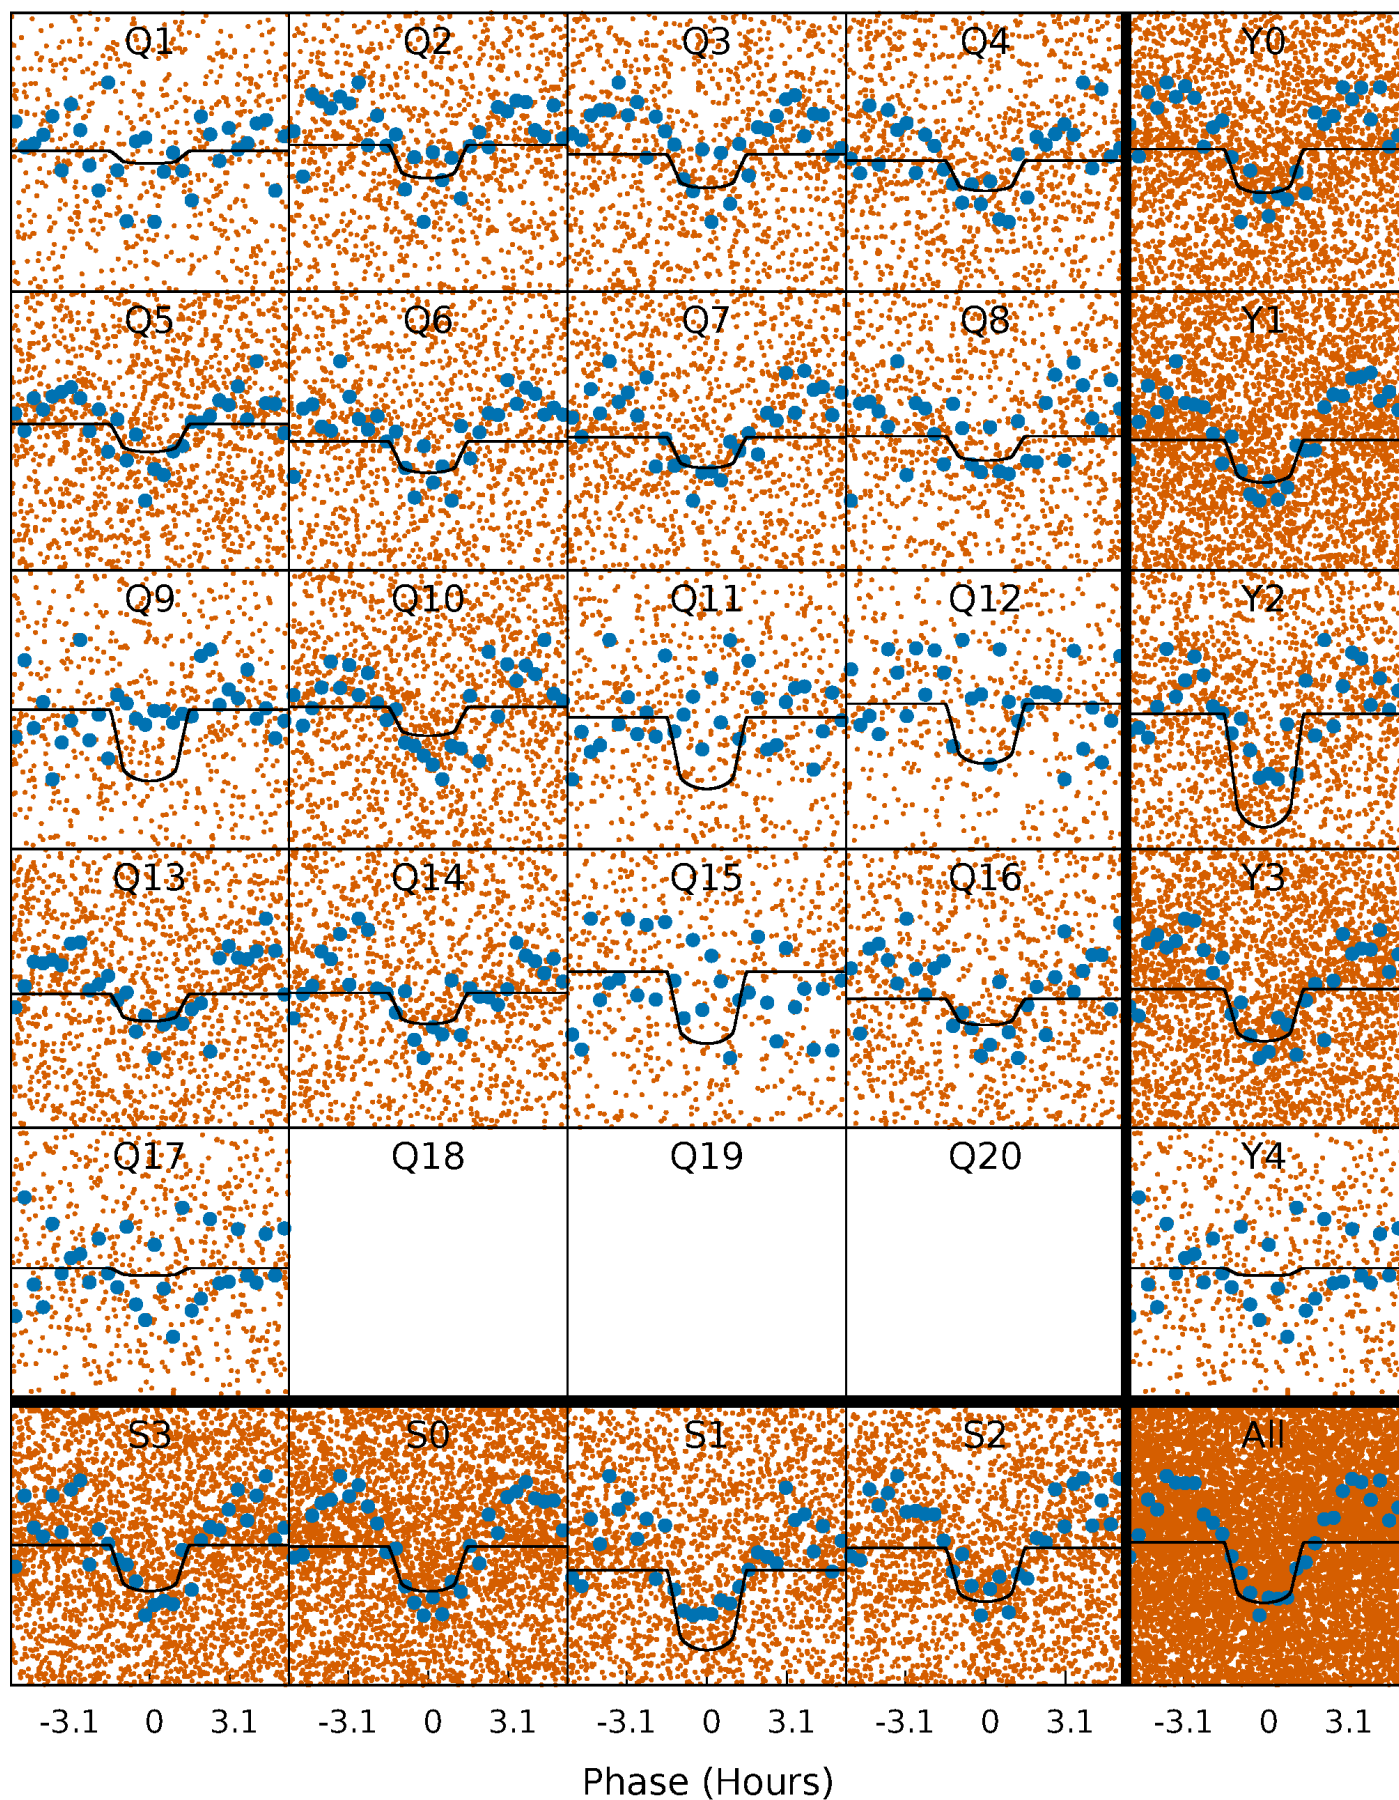 Q1 Q2 Q3 Q4 Y0
Q5 Q6 Q7 Q8 Y1
Q9 Q10 Q11 Q12 Y2
Q13 Q14 Q15 Q16 Y3
Q17 Q18 Q19 Q20 Y4
S3 S0 S1 S2 All
-3.1 0 3.1 -3.1 0 3.1 -3.1 0 3.1 -3.1 0 3.1 -3.1 0 3.1
Phase (Hours)